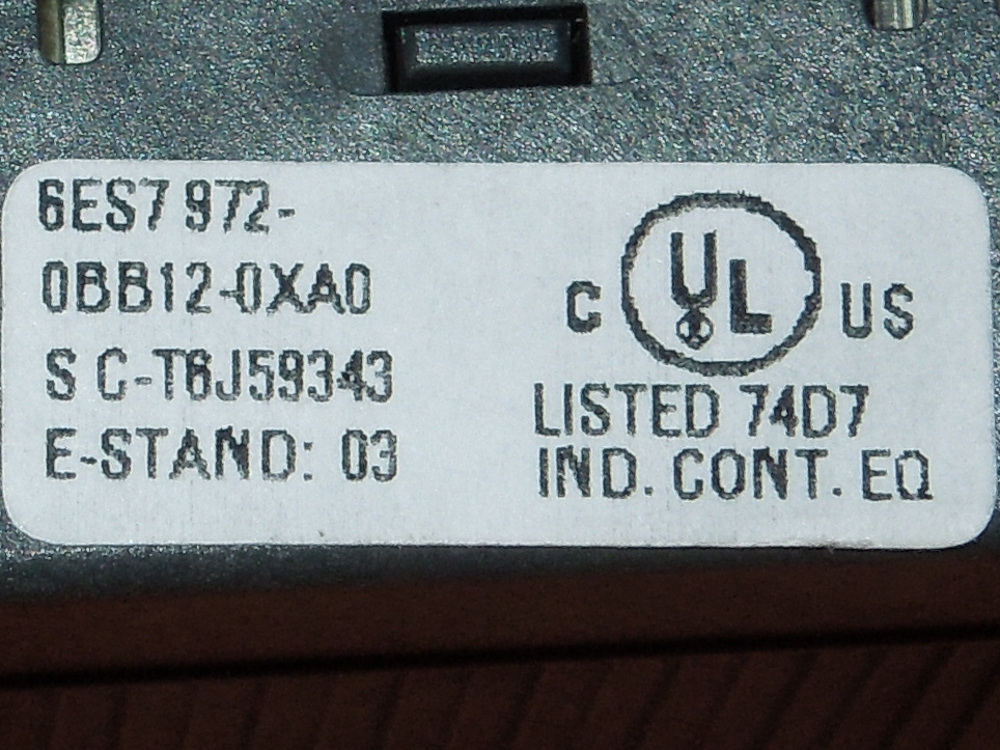 6ES7 972-
0BB12-0XA0
S C-T6J59343
E-STAND: 03
C UL US
LISTED 74D7
IND. CONT. EQ